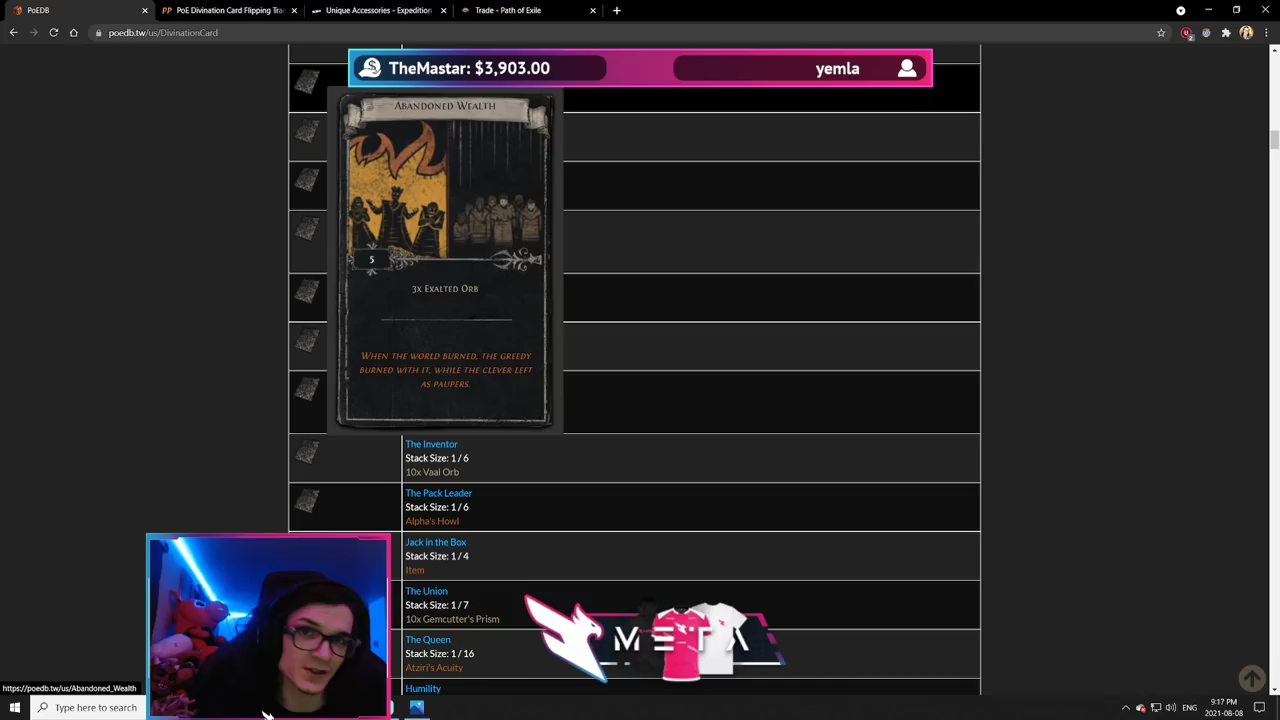 PoEDB
PoE Divination Card Flipping Trac
Unique Accessories - Expedition
Trade - Path of Exile
poedb.tw/us/DivinationCard
TheMastar: $3,903.00
yemla
Abandoned Wealth
5
3x Exalted Orb
When the world burned, the greedy
burned with it, while the clever left
as paupers.
The Inventor
Stack Size: 1 / 6
10x Vaal Orb
The Pack Leader
Stack Size: 1 / 6
Alpha's Howl
Jack in the Box
Stack Size: 1 / 4
Item
The Union
Stack Size: 1 / 7
10x Gemcutter's Prism
META
The Queen
Stack Size: 1 / 16
Atziri's Acuity
Humility
https://poedb.tw/us/Abandoned_Wealth
Type here to search
ENG
9:17 PM
2021-08-08